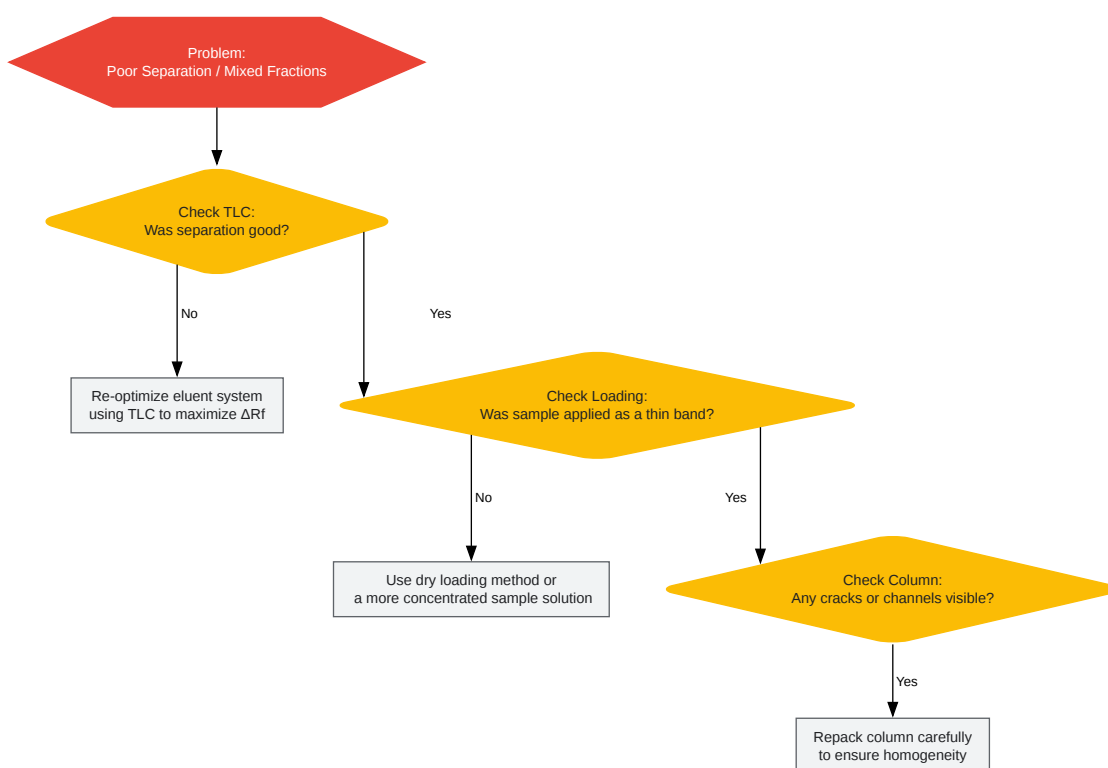 Problem:
Poor Separation / Mixed Fractions
Check TLC:
Was separation good?
No
Yes
Re-optimize eluent system
using TLC to maximize ΔRf
Check Loading:
Was sample applied as a thin band?
No
Yes
Use dry loading method or
a more concentrated sample solution
Check Column:
Any cracks or channels visible?
Yes
Repack column carefully
to ensure homogeneity